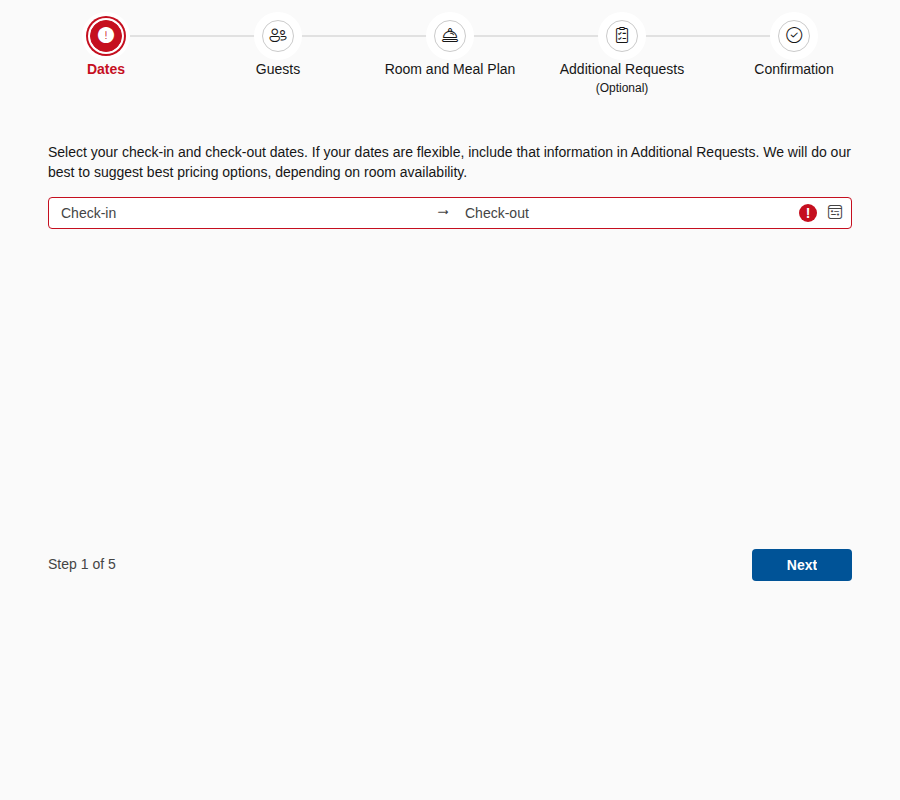 Dates
Guests
Room and Meal Plan
Additional Requests
(Optional)
Confirmation
Select your check-in and check-out dates. If your dates are flexible, include that information in Additional Requests. We will do our
best to suggest best pricing options, depending on room availability.
Check-in → Check-out
Step 1 of 5
Next